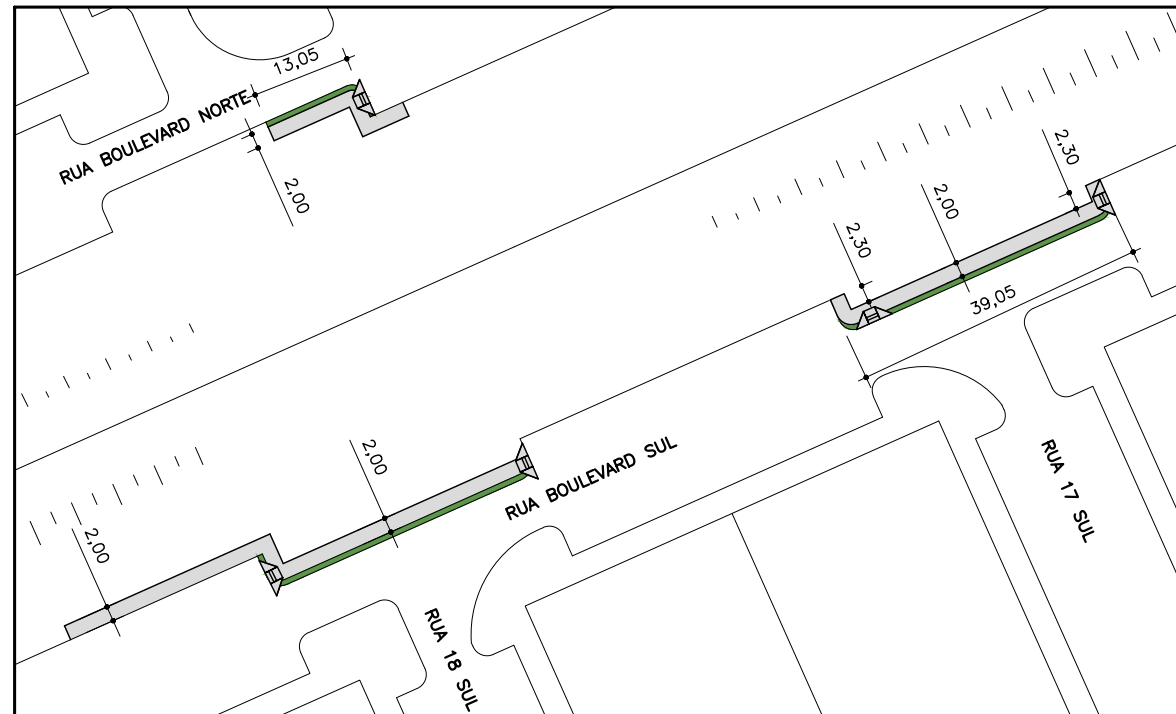 13,05
RUA BOULEVARD NORTE
2,00
2,30
2,00
2,30
39,05
2,00
RUA BOULEVARD SUL
RUA 17 SUL
2,00
RUA 18 SUL